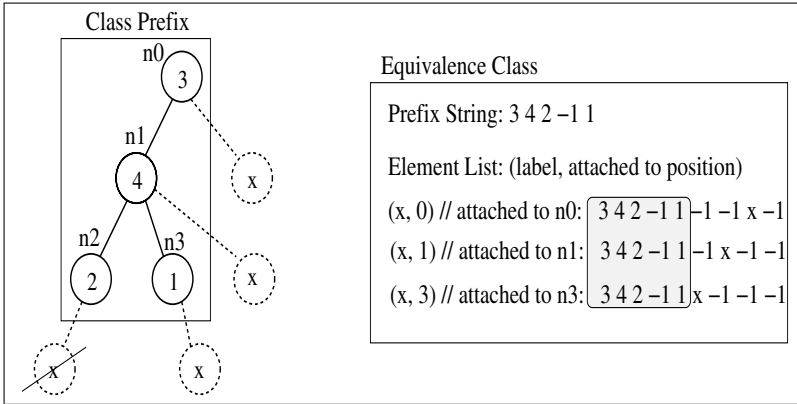 Class Prefix
n0
3
n1
4
x
n2
n3
2
1
x
x
x
Equivalence Class
Prefix String: 3 4 2 −1 1
Element List: (label, attached to position)
(x, 0) // attached to n0: 3 4 2 −1 1 −1 −1 x −1
(x, 1) // attached to n1: 3 4 2 −1 1 −1 x −1 −1
(x, 3) // attached to n3: 3 4 2 −1 1 x −1 −1 −1